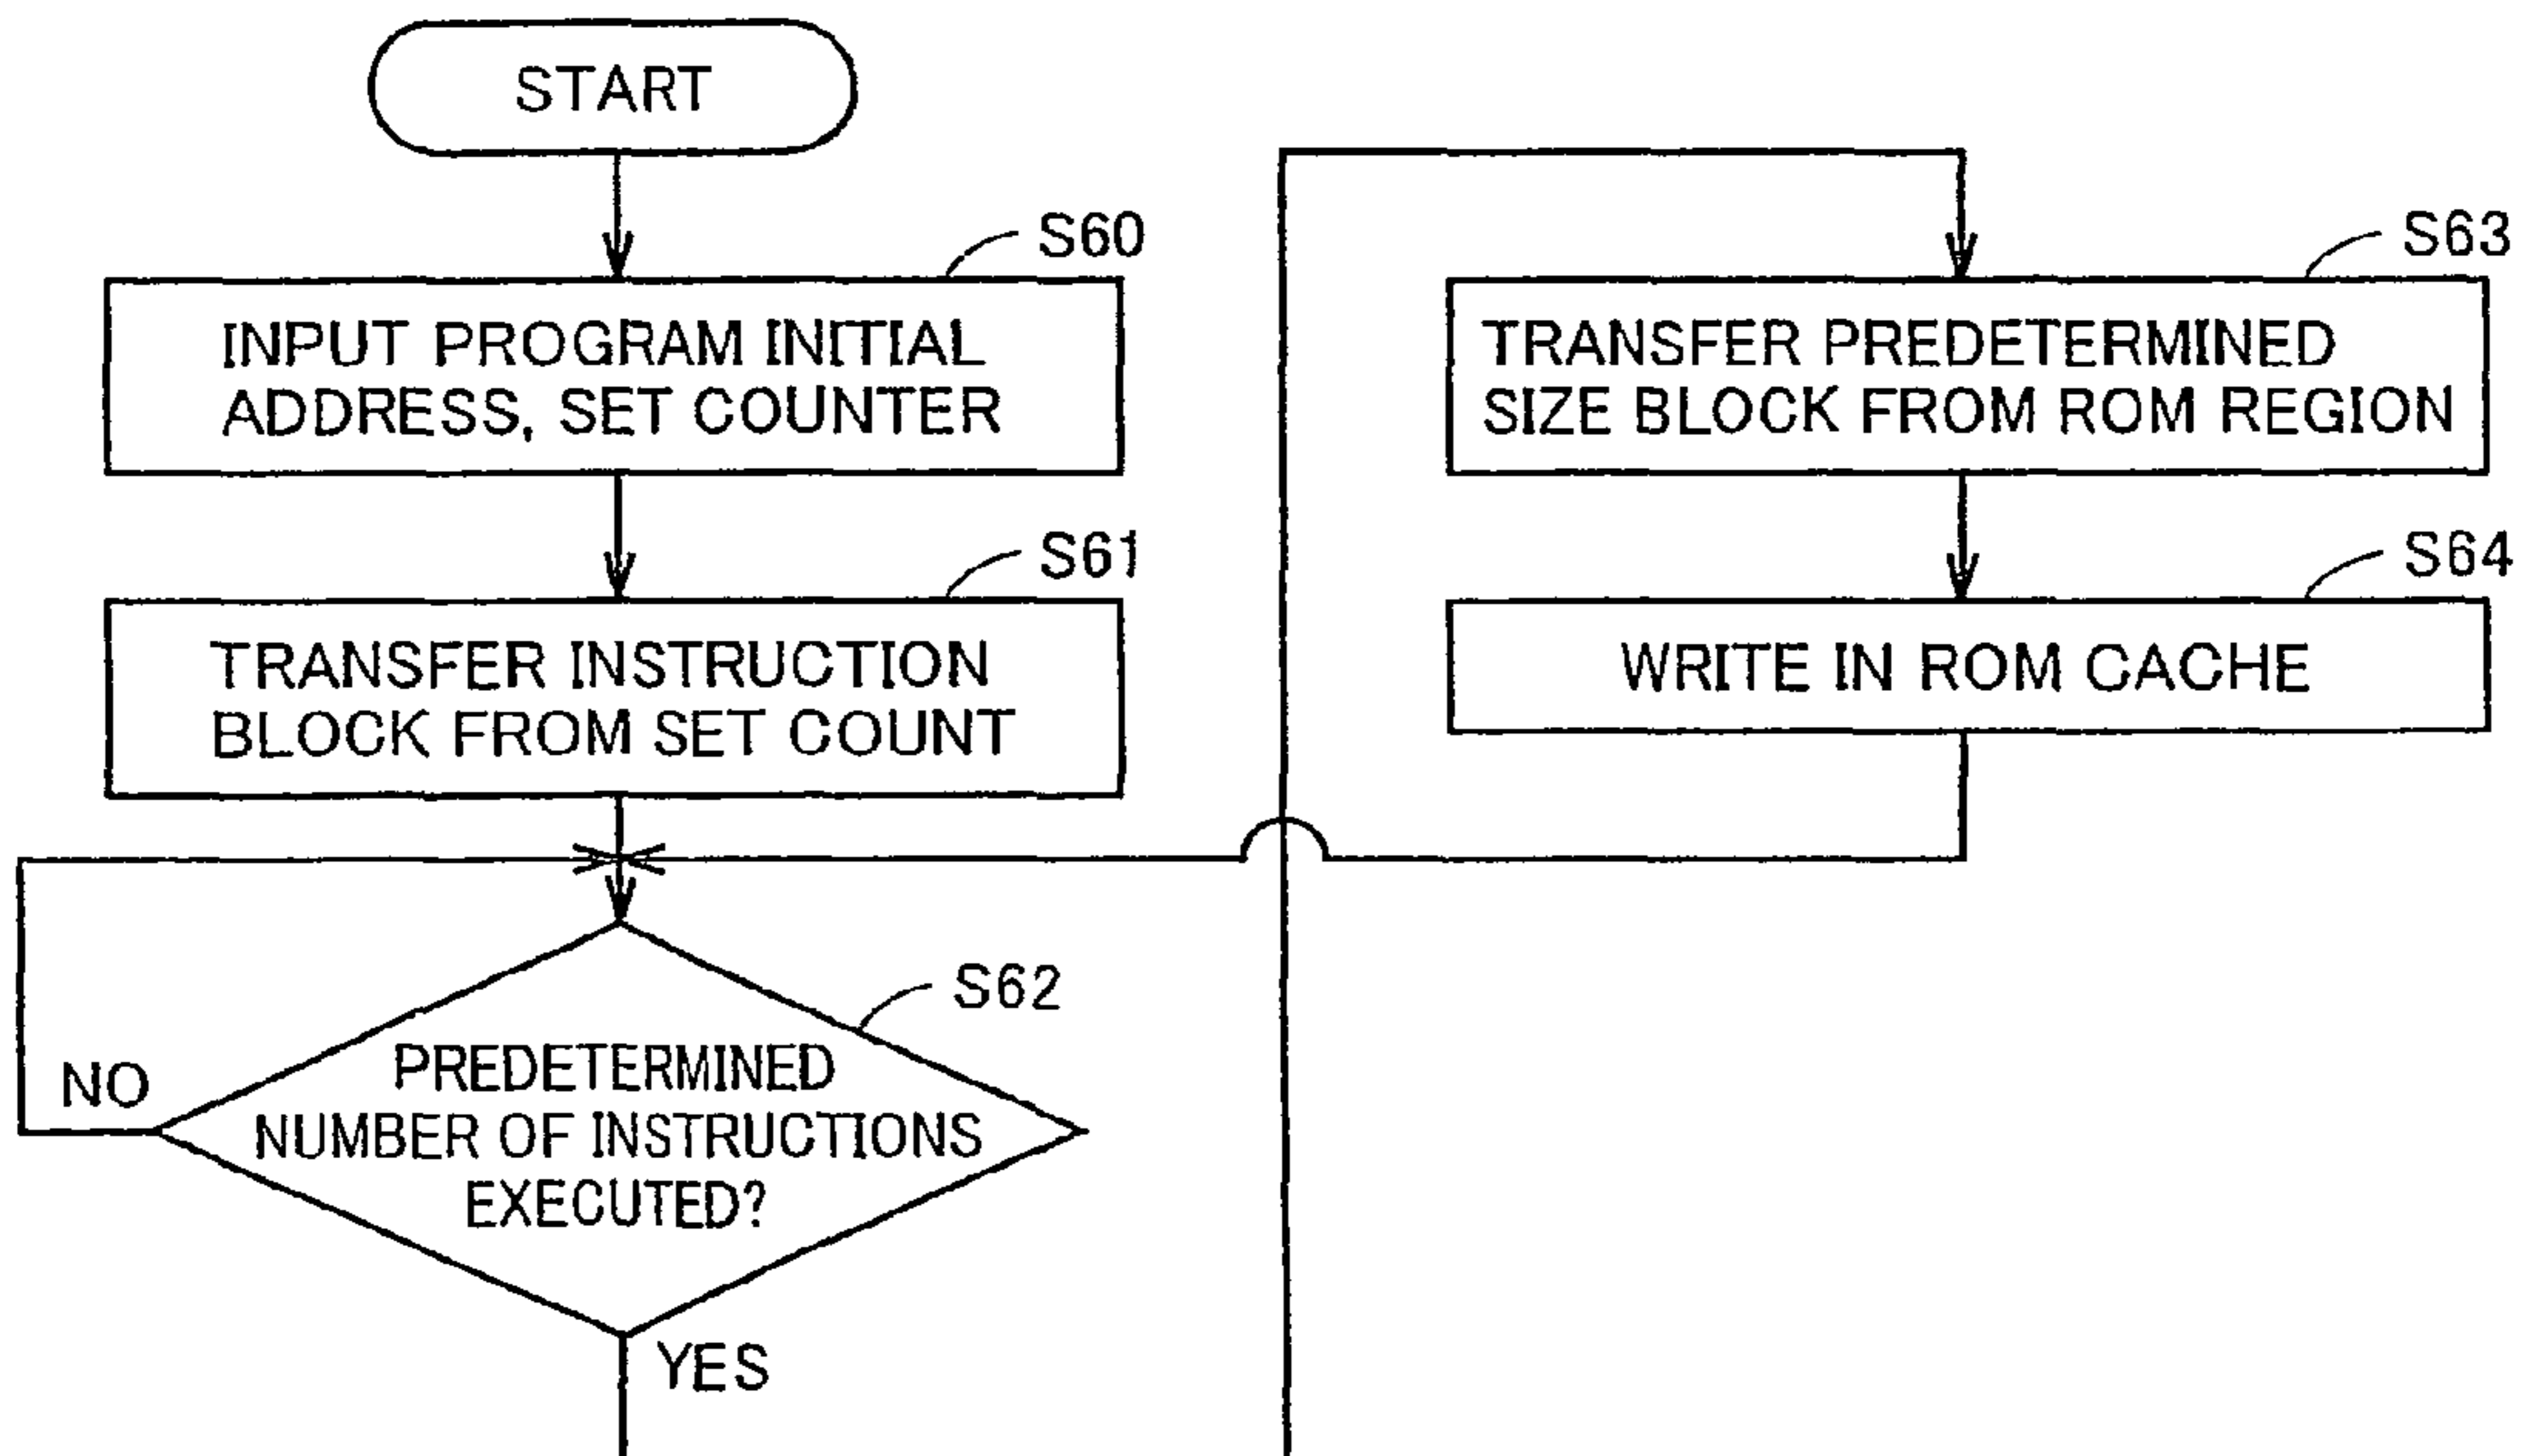 START
S60
INPUT PROGRAM INITIAL
ADDRESS, SET COUNTER
S61
TRANSFER INSTRUCTION
BLOCK FROM SET COUNT
S62
PREDETERMINED
NUMBER OF INSTRUCTIONS
EXECUTED?
NO
YES
S63
TRANSFER PREDETERMINED
SIZE BLOCK FROM ROM REGION
S64
WRITE IN ROM CACHE